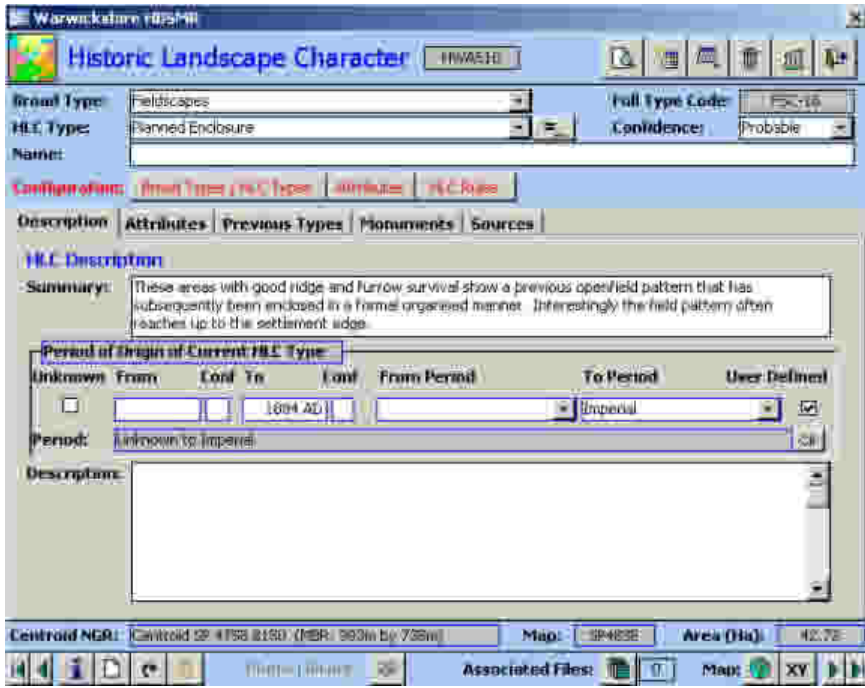 Warwickshire HBSMR
Historic Landscape Character HWA510
Broad Type: Fieldscapes Full Type Code:
HLC Type: Planned Enclosure Confidence: Probable
Name:
Configuration: Broad Types / HLC Types Attributes HLC Rules
Description Attributes Previous Types Monuments Sources
HLC Description
Summary: These areas with good ridge and furrow survival show a previous openfield pattern that has
subsequently been enclosed in a formal organised manner. Interestingly the field pattern often
reaches up to the settlement edge.
Period of Origin of Current HLC Type
Unknown From Conf To Conf From Period To Period User Defined
AD Imperial
Period: Unknown to Imperial
Description:
Centroid NGR: Centroid SP Map: Area (Ha): 42.72
Associated Files: 0 Map: XY